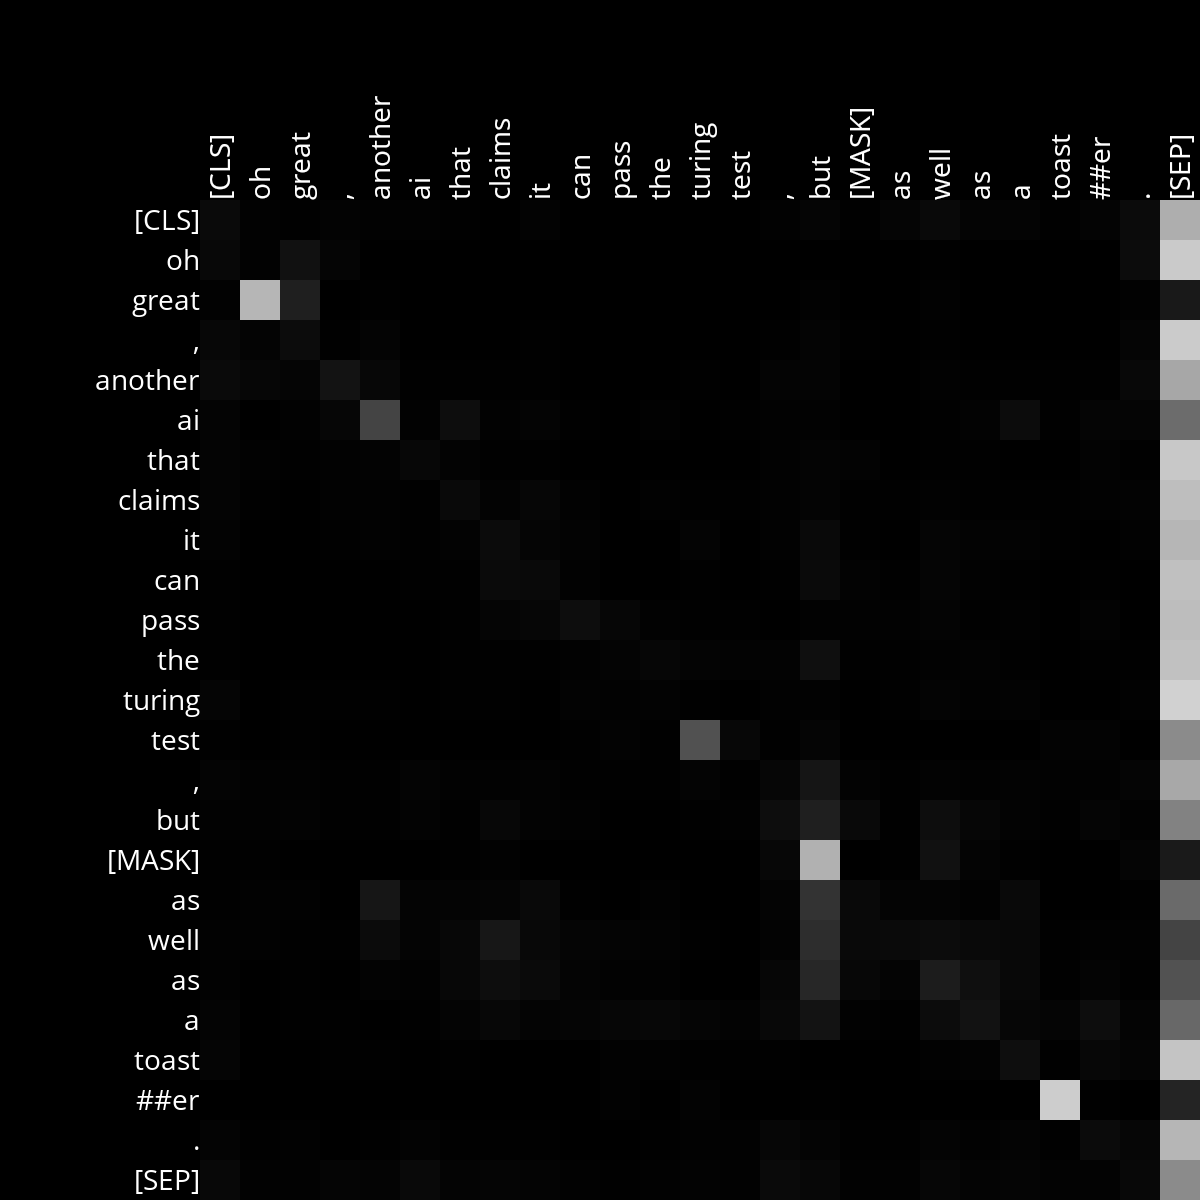 [CLS] oh great , another ai that claims it can pass the turing test , but [MASK] as well as a toast ##er . [SEP]
[CLS]
oh
great
,
another
ai
that
claims
it
can
pass
the
turing
test
,
but
[MASK]
as
well
as
a
toast
##er
.
[SEP]